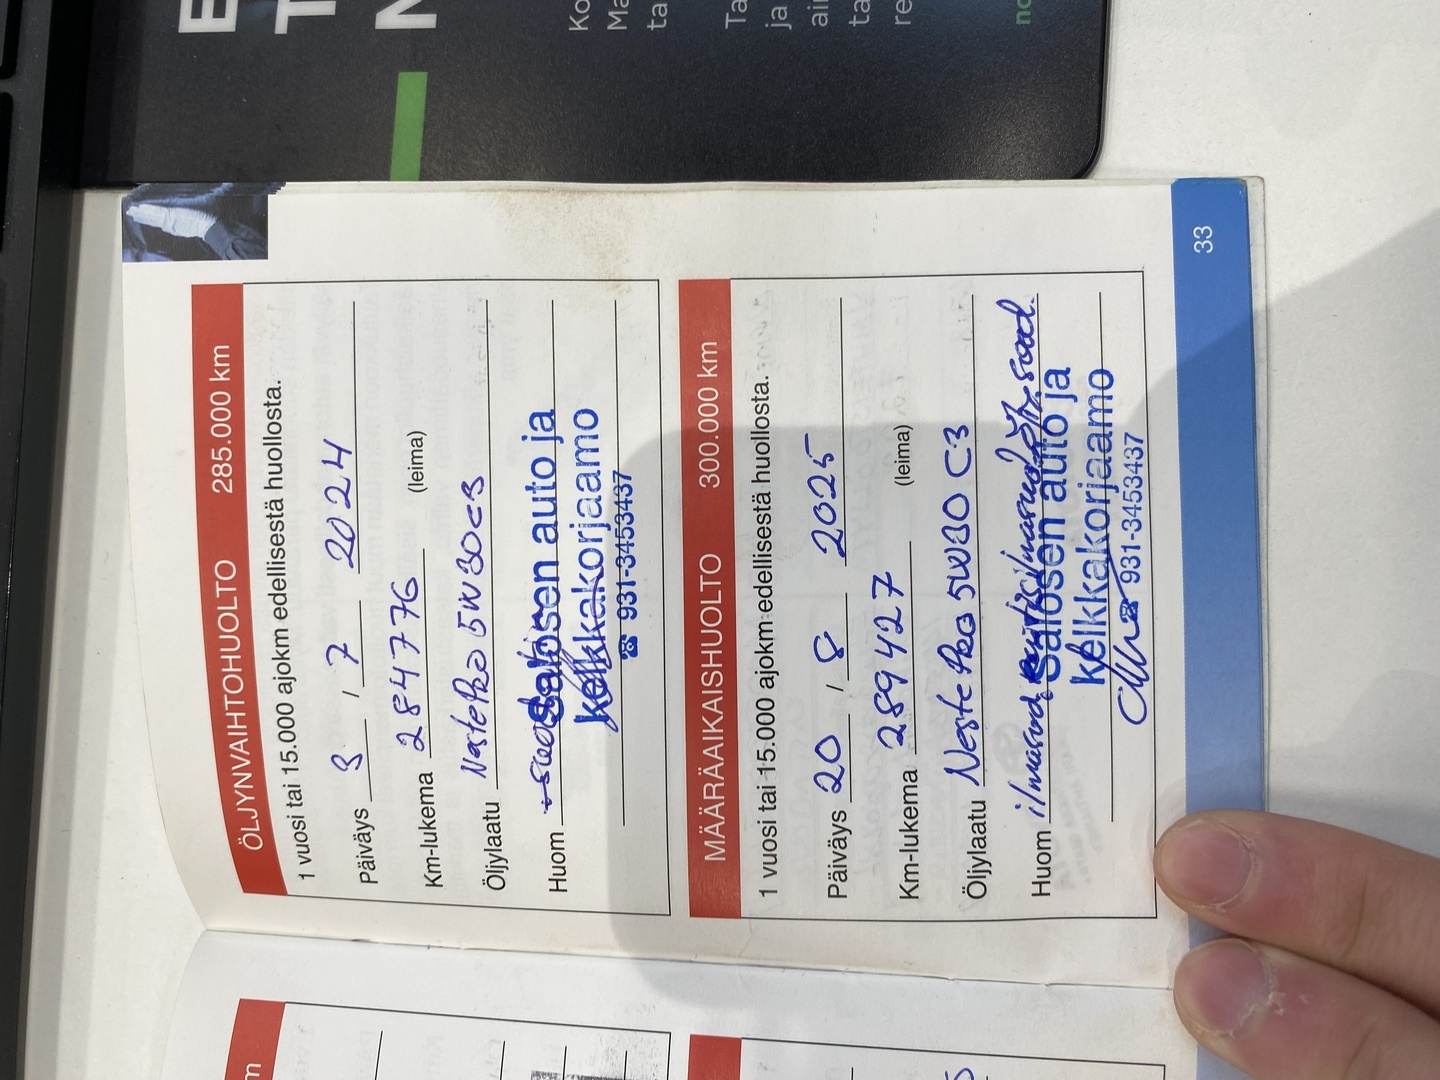 ÖLJYNVAIHTOHUOLTO 285.000 km
1 vuosi tai 15.000 ajokm edellisestä huollosta.
Päiväys 3 , 7 2024
Km-lukema 284776 (leima)
Öljylaatu Neste Pro 5W30 C3
Huom
Salosen auto ja
kelkkakorjaamo
☎ 931-3453437
MÄÄRÄAIKAISHUOLTO 300.000 km
1 vuosi tai 15.000 ajokm edellisestä huollosta.
Päiväys 20 , 8 2025
Km-lukema 289427 (leima)
Öljylaatu Neste Pro 5W30 C3
Huom
Salosen auto ja
kelkkakorjaamo
☎ 931-3453437
33